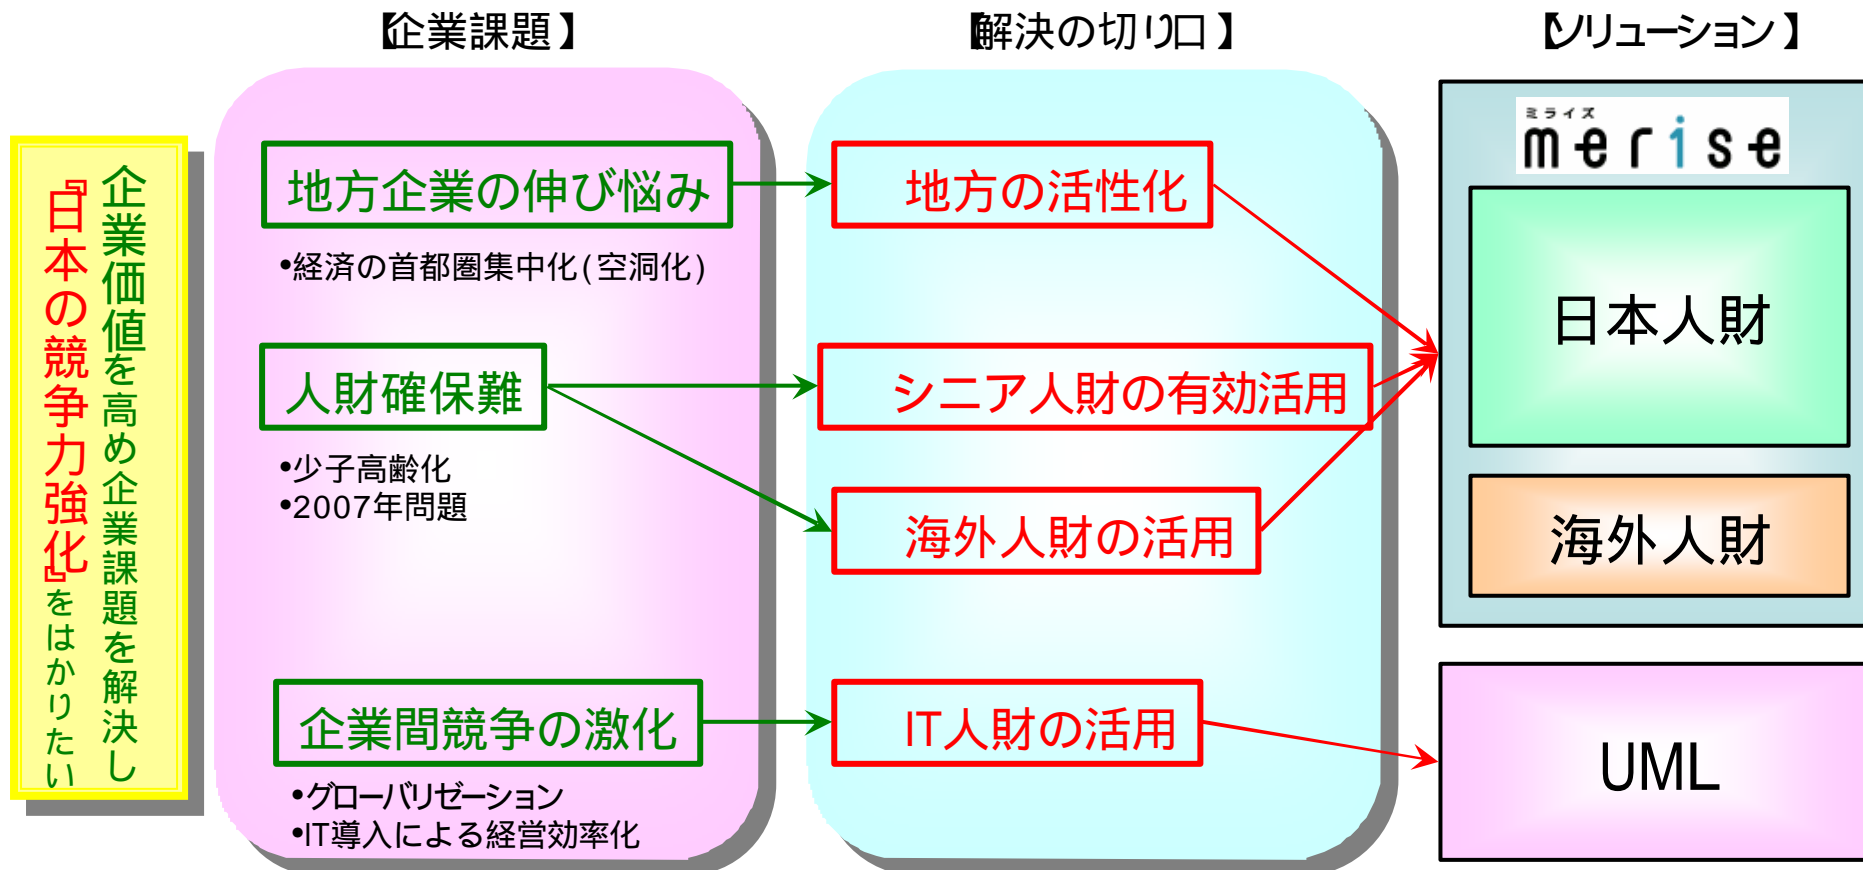 【企業課題】
【解決の切り口】
【ソリューション】
企業価値を高め企業課題を解決し
『日本の競争力強化』をはかりたい
地方企業の伸び悩み
•経済の首都圏集中化(空洞化)
人財確保難
•少子高齢化
•2007年問題
企業間競争の激化
•グローバリゼーション
•IT導入による経営効率化
地方の活性化
シニア人財の有効活用
海外人財の活用
IT人財の活用
ミライズ
merise
日本人財
海外人財
UML